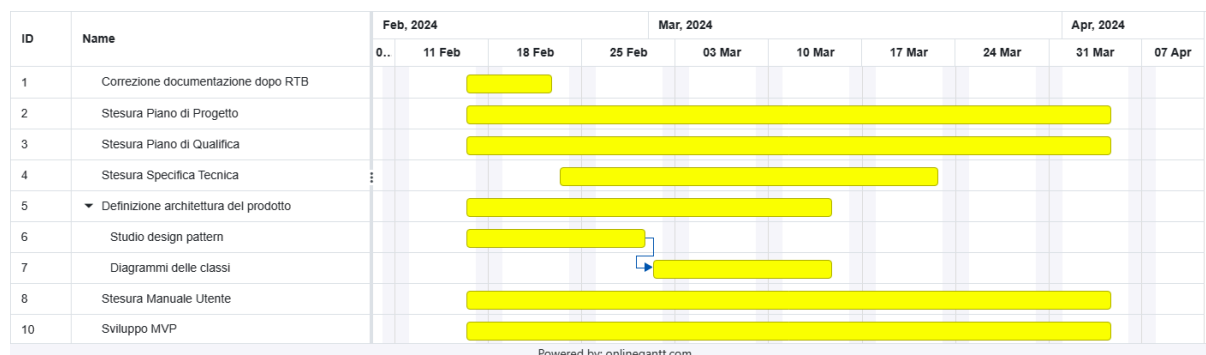 ID Name Feb, 2024 Mar, 2024 Apr, 2024
0.. 11 Feb 18 Feb 25 Feb 03 Mar 10 Mar 17 Mar 24 Mar 31 Mar 07 Apr
1 Correzione documentazione dopo RTB
2 Stesura Piano di Progetto
3 Stesura Piano di Qualifica
4 Stesura Specifica Tecnica
5 Definizione architettura del prodotto
6 Studio design pattern
7 Diagrammi delle classi
8 Stesura Manuale Utente
10 Sviluppo MVP
Powered by: onlinegantt.com